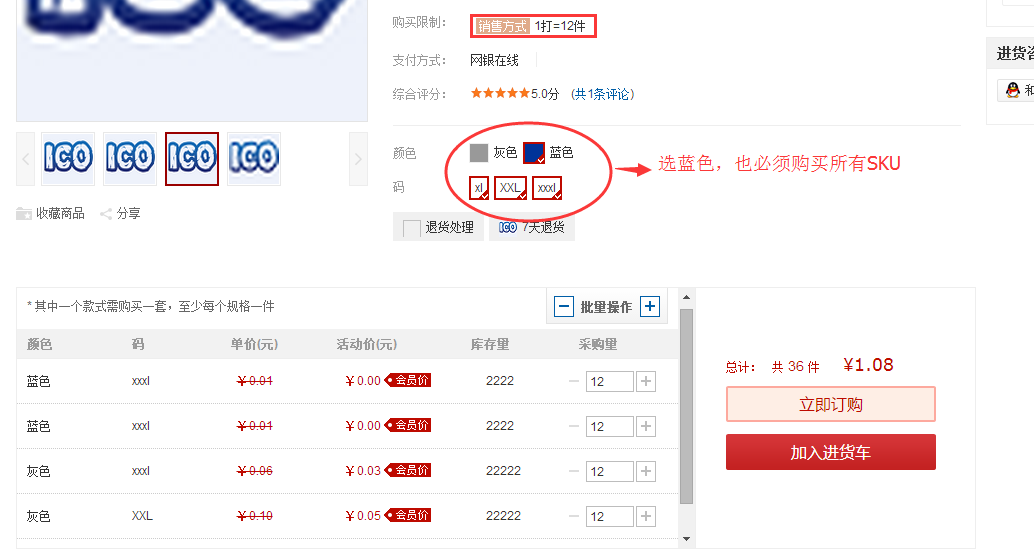 购买限制： 销售方式 1打=12件
支付方式： 网银在线
综合评分： ★★★★★5.0分 (共1条评论)
进货咨
和
ICO ICO ICO ICO
收藏商品 分享
颜色 灰色 蓝色
码 xl XXL xxxl
选蓝色，也必须购买所有SKU
退货处理 ICO 7天退货
*其中一个款式需购买一套，至少每个规格一件 批量操作
颜色 码 单价(元) 活动价(元) 库存量 采购量
蓝色 xxxl ￥0.01 ￥0.00 会员价 2222 12
蓝色 xxxl ￥0.01 ￥0.00 会员价 2222 12
灰色 xxxl ￥0.06 ￥0.03 会员价 22222 12
灰色 XXL ￥0.10 ￥0.05 会员价 22222 12
总计： 共 36 件 ¥1.08
立即订购
加入进货车